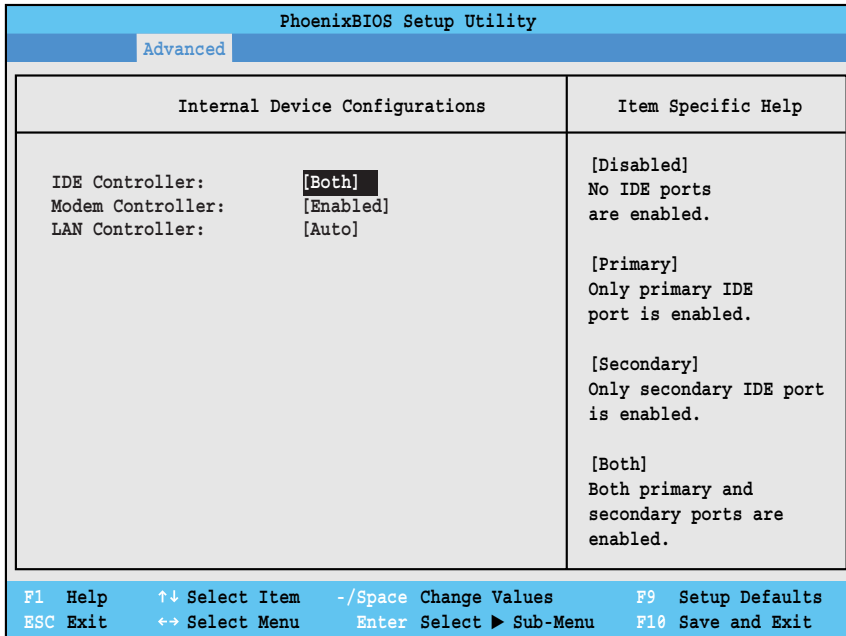 PhoenixBIOS Setup Utility
Advanced
Internal Device Configurations
Item Specific Help
IDE Controller: [Both]
Modem Controller: [Enabled]
LAN Controller: [Auto]
[Disabled]
No IDE ports
are enabled.
[Primary]
Only primary IDE
port is enabled.
[Secondary]
Only secondary IDE port
is enabled.
[Both]
Both primary and
secondary ports are
enabled.
F1 Help ↑↓ Select Item -/Space Change Values F9 Setup Defaults
ESC Exit ←→ Select Menu Enter Select ▶ Sub-Menu F10 Save and Exit